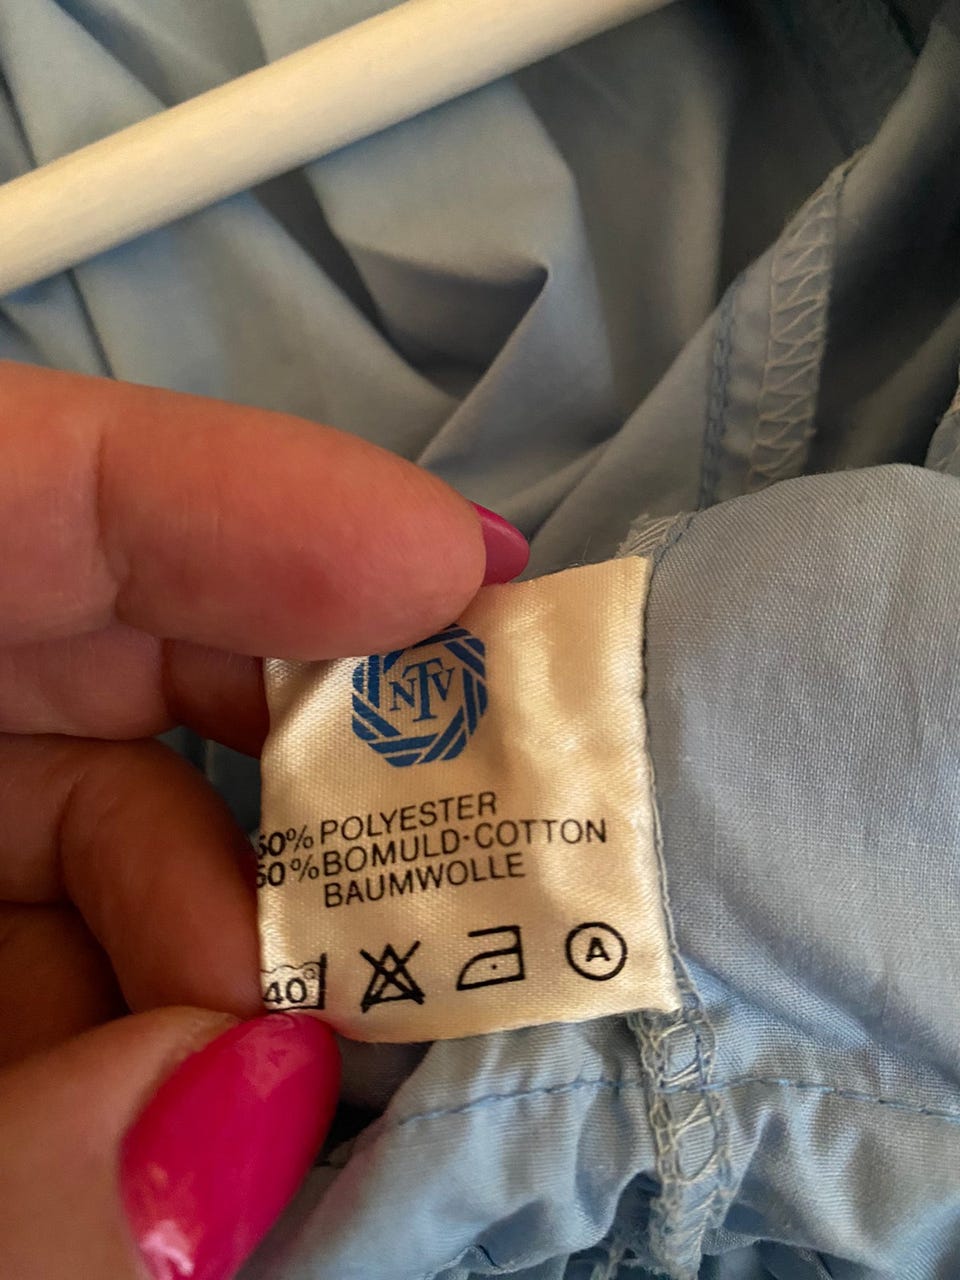 NTV
50% POLYESTER
50% BOMULD-COTTON
BAUMWOLLE
40° A